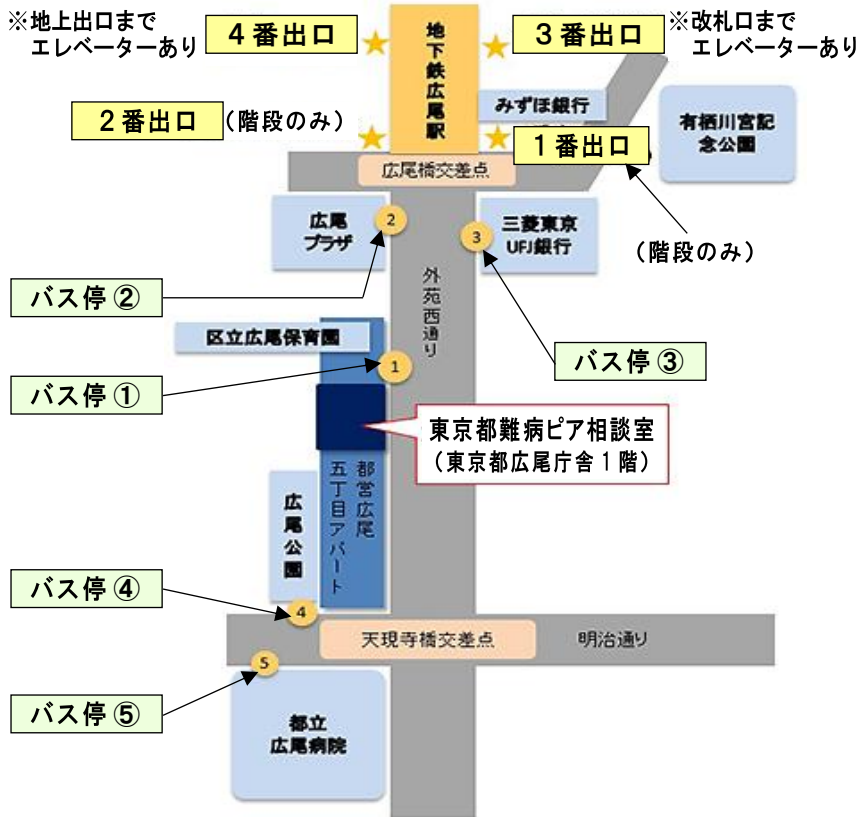 ※地上出口まで
エレベーターあり
4番出口
地下鉄広尾駅
3番出口
※改札口まで
エレベーターあり
2番出口
(階段のみ)
みずほ銀行
1番出口
(階段のみ)
有栖川宮記
念公園
広尾橋交差点
広尾
プラザ
2
3
三菱東京
UFJ銀行
バス停②
外苑西通り
区立広尾保育園
1
バス停③
バス停①
東京都難病ピア相談室
(東京都広尾庁舎1階)
都営広尾
五丁目アパート
広尾公園
バス停④
4
天現寺橋交差点
明治通り
5
バス停⑤
都立
広尾病院